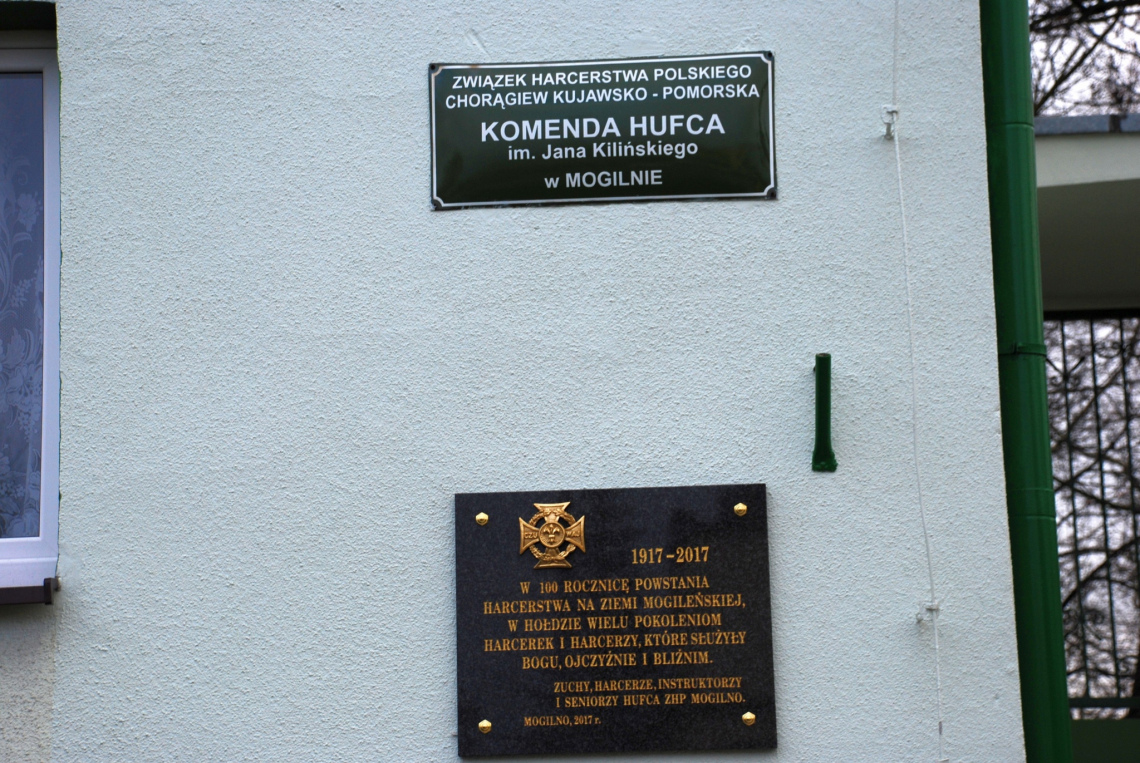 ZWIĄZEK HARCERSTWA POLSKIEGO
CHORĄGIEW KUJAWSKO - POMORSKA
KOMENDA HUFCA
im. Jana Kilińskiego
w MOGILNIE
1917-2017
W 100 ROCZNICĘ POWSTANIA
HARCERSTWA NA ZIEMI MOGILEŃSKIEJ,
W HOŁDZIE WIELU POKOLENIOM
HARCEREK I HARCERZY, KTÓRE SŁUŻYŁY
BOGU, OJCZYŹNIE I BLIŹNIM.
ZUCHY, HARCERZE, INSTRUKTORZY
I SENIORZY HUFCA ZHP MOGILNO.
MOGILNO, 2017 r.